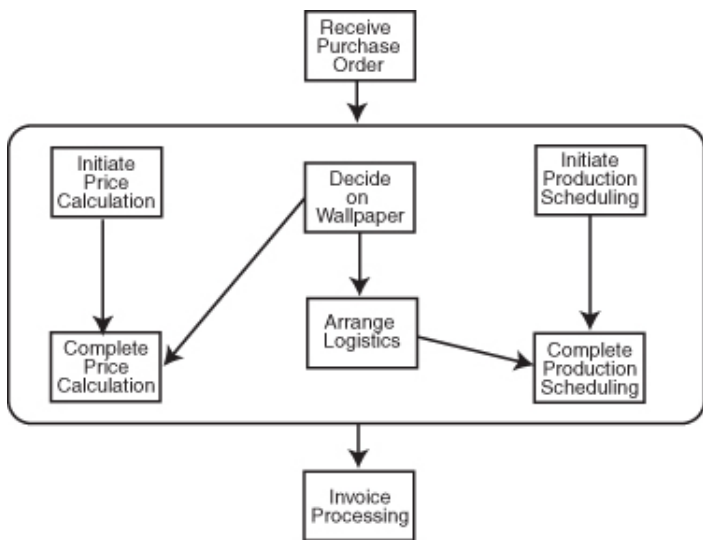 Receive
Purchase
Order
Initiate
Price
Calculation
Decide
on
Wallpaper
Initiate
Production
Scheduling
Arrange
Logistics
Complete
Price
Calculation
Complete
Production
Scheduling
Invoice
Processing